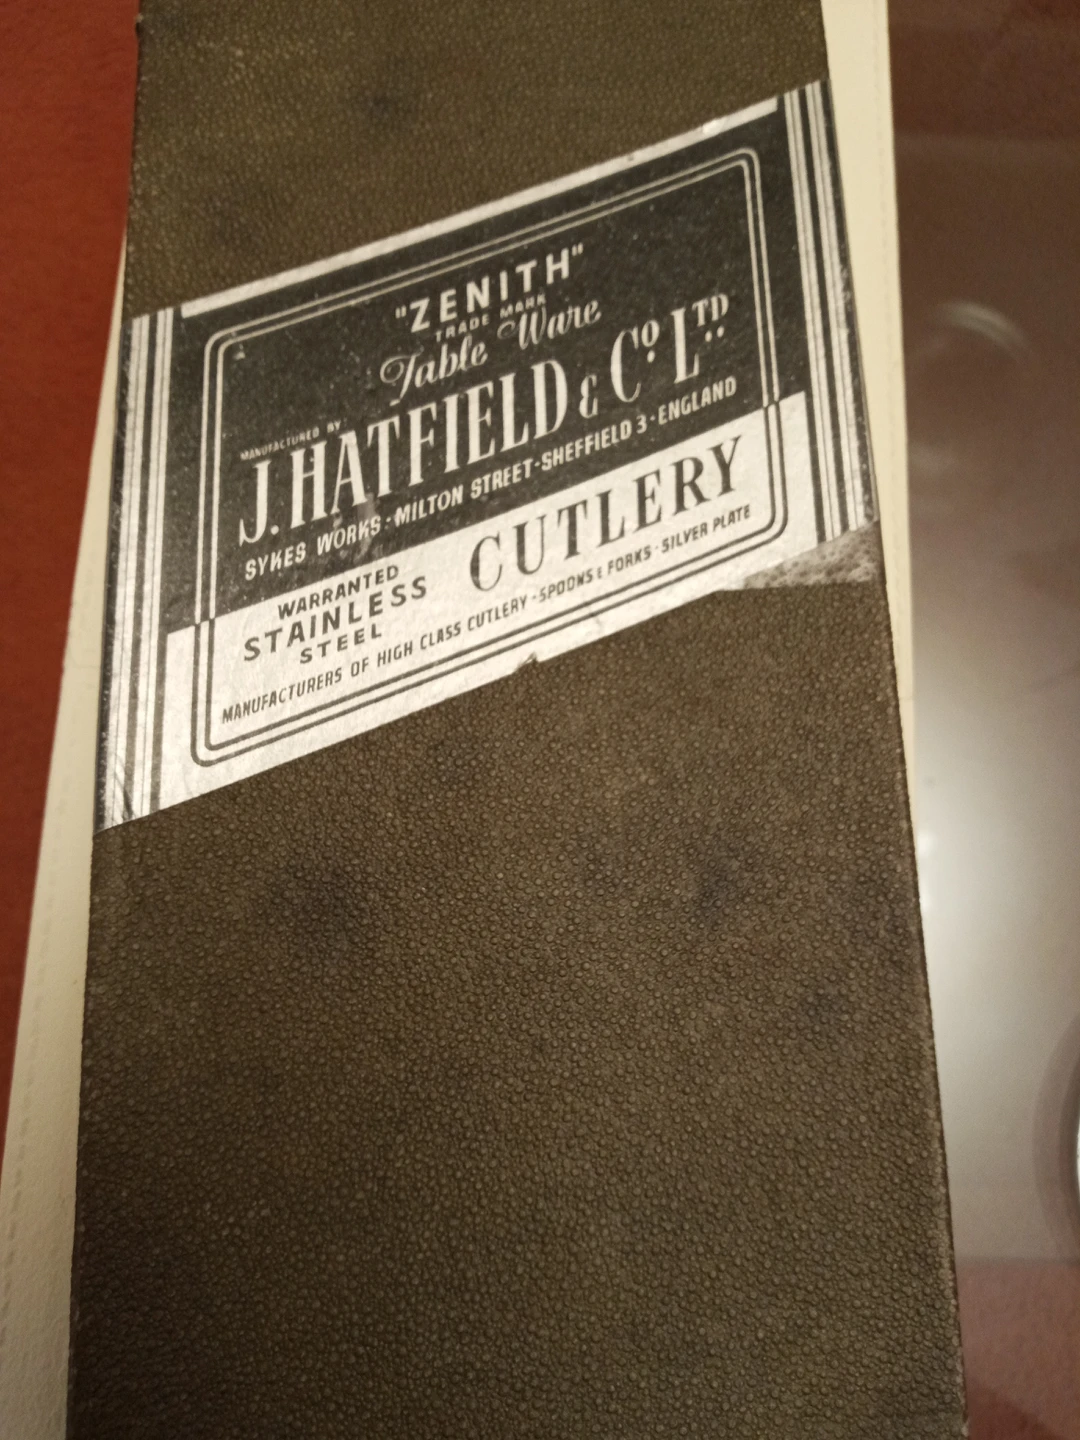 "ZENITH"
TRADE MARK
Table Ware
MANUFACTURED BY
J. HATFIELD & Co. LTD
SYKES WORKS · MILTON STREET · SHEFFIELD 3 · ENGLAND
WARRANTED
STAINLESS
STEEL
CUTLERY
MANUFACTURERS OF HIGH CLASS CUTLERY · SPOONS & FORKS · SILVER PLATE